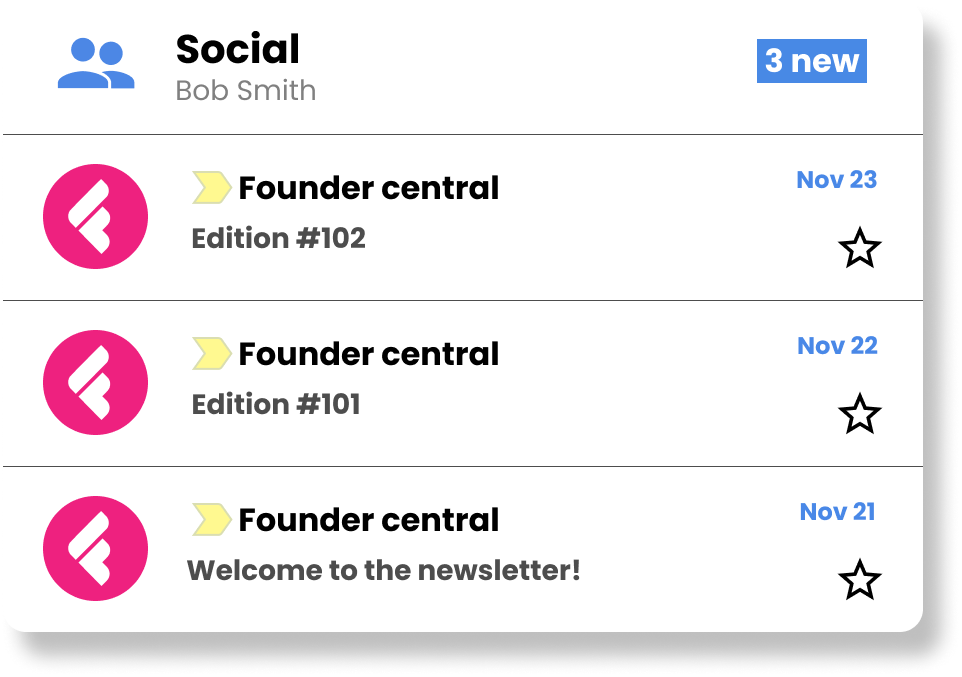 Social
Bob Smith
3 new
Founder central
Nov 23
Edition #102
Founder central
Nov 22
Edition #101
Founder central
Nov 21
Welcome to the newsletter!